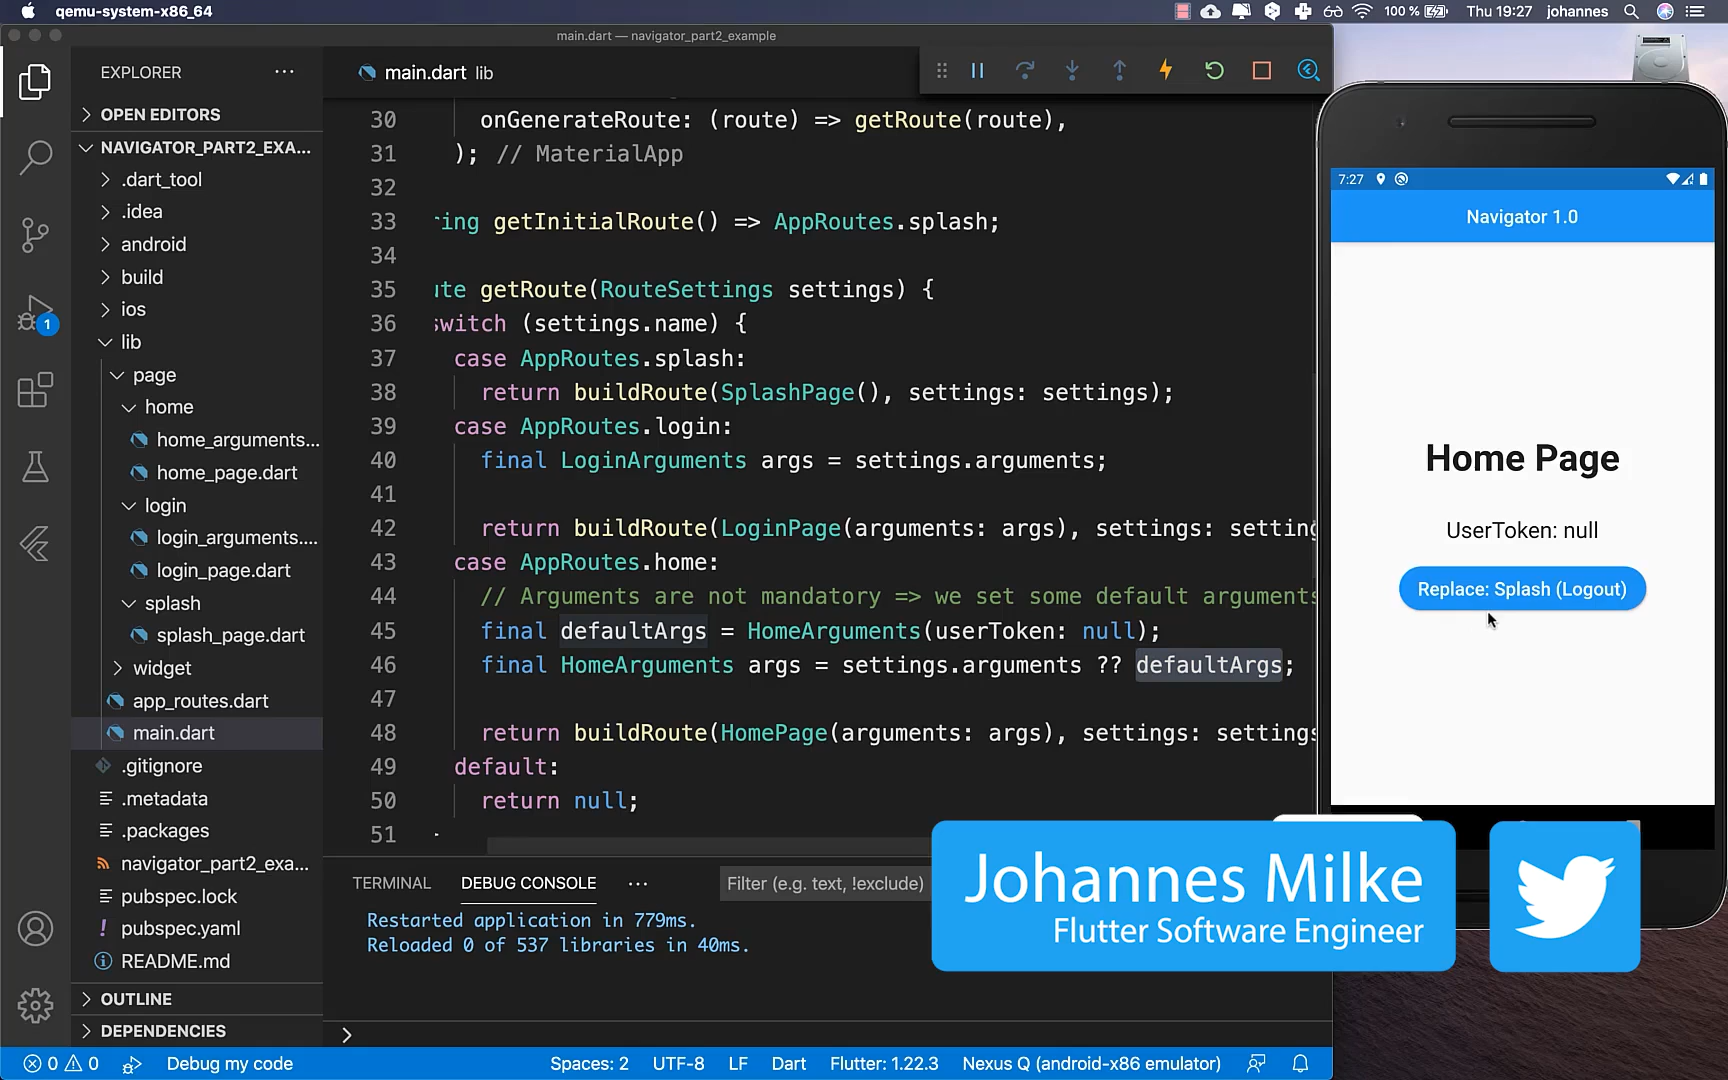 qemu-system-x86_64
100 %
Thu 19:27
johannes
main.dart — navigator_part2_example
EXPLORER
OPEN EDITORS
NAVIGATOR_PART2_EXA...
.dart_tool
.idea
android
build
ios
lib
page
home
home_arguments...
home_page.dart
login
login_arguments....
login_page.dart
splash
splash_page.dart
widget
app_routes.dart
main.dart
.gitignore
.metadata
.packages
navigator_part2_exa...
pubspec.lock
pubspec.yaml
README.md
OUTLINE
DEPENDENCIES
1
main.dart lib
30 onGenerateRoute: (route) => getRoute(route),
31 ); // MaterialApp
32
33 ring getInitialRoute() => AppRoutes.splash;
34
35 ute getRoute(RouteSettings settings) {
36 switch (settings.name) {
37 case AppRoutes.splash:
38 return buildRoute(SplashPage(), settings: settings);
39 case AppRoutes.login:
40 final LoginArguments args = settings.arguments;
41
42 return buildRoute(LoginPage(arguments: args), settings: setting
43 case AppRoutes.home:
44 // Arguments are not mandatory => we set some default arguments
45 final defaultArgs = HomeArguments(userToken: null);
46 final HomeArguments args = settings.arguments ?? defaultArgs;
47
48 return buildRoute(HomePage(arguments: args), settings: settings
49 default:
50 return null;
51
TERMINAL
DEBUG CONSOLE
...
Filter (e.g. text, !exclude)
Restarted application in 779ms.
Reloaded 0 of 537 libraries in 40ms.
7:27
Navigator 1.0
Home Page
UserToken: null
Replace: Splash (Logout)
Johannes Milke
Flutter Software Engineer
0 0
Debug my code
Spaces: 2
UTF-8
LF
Dart
Flutter: 1.22.3
Nexus Q (android-x86 emulator)